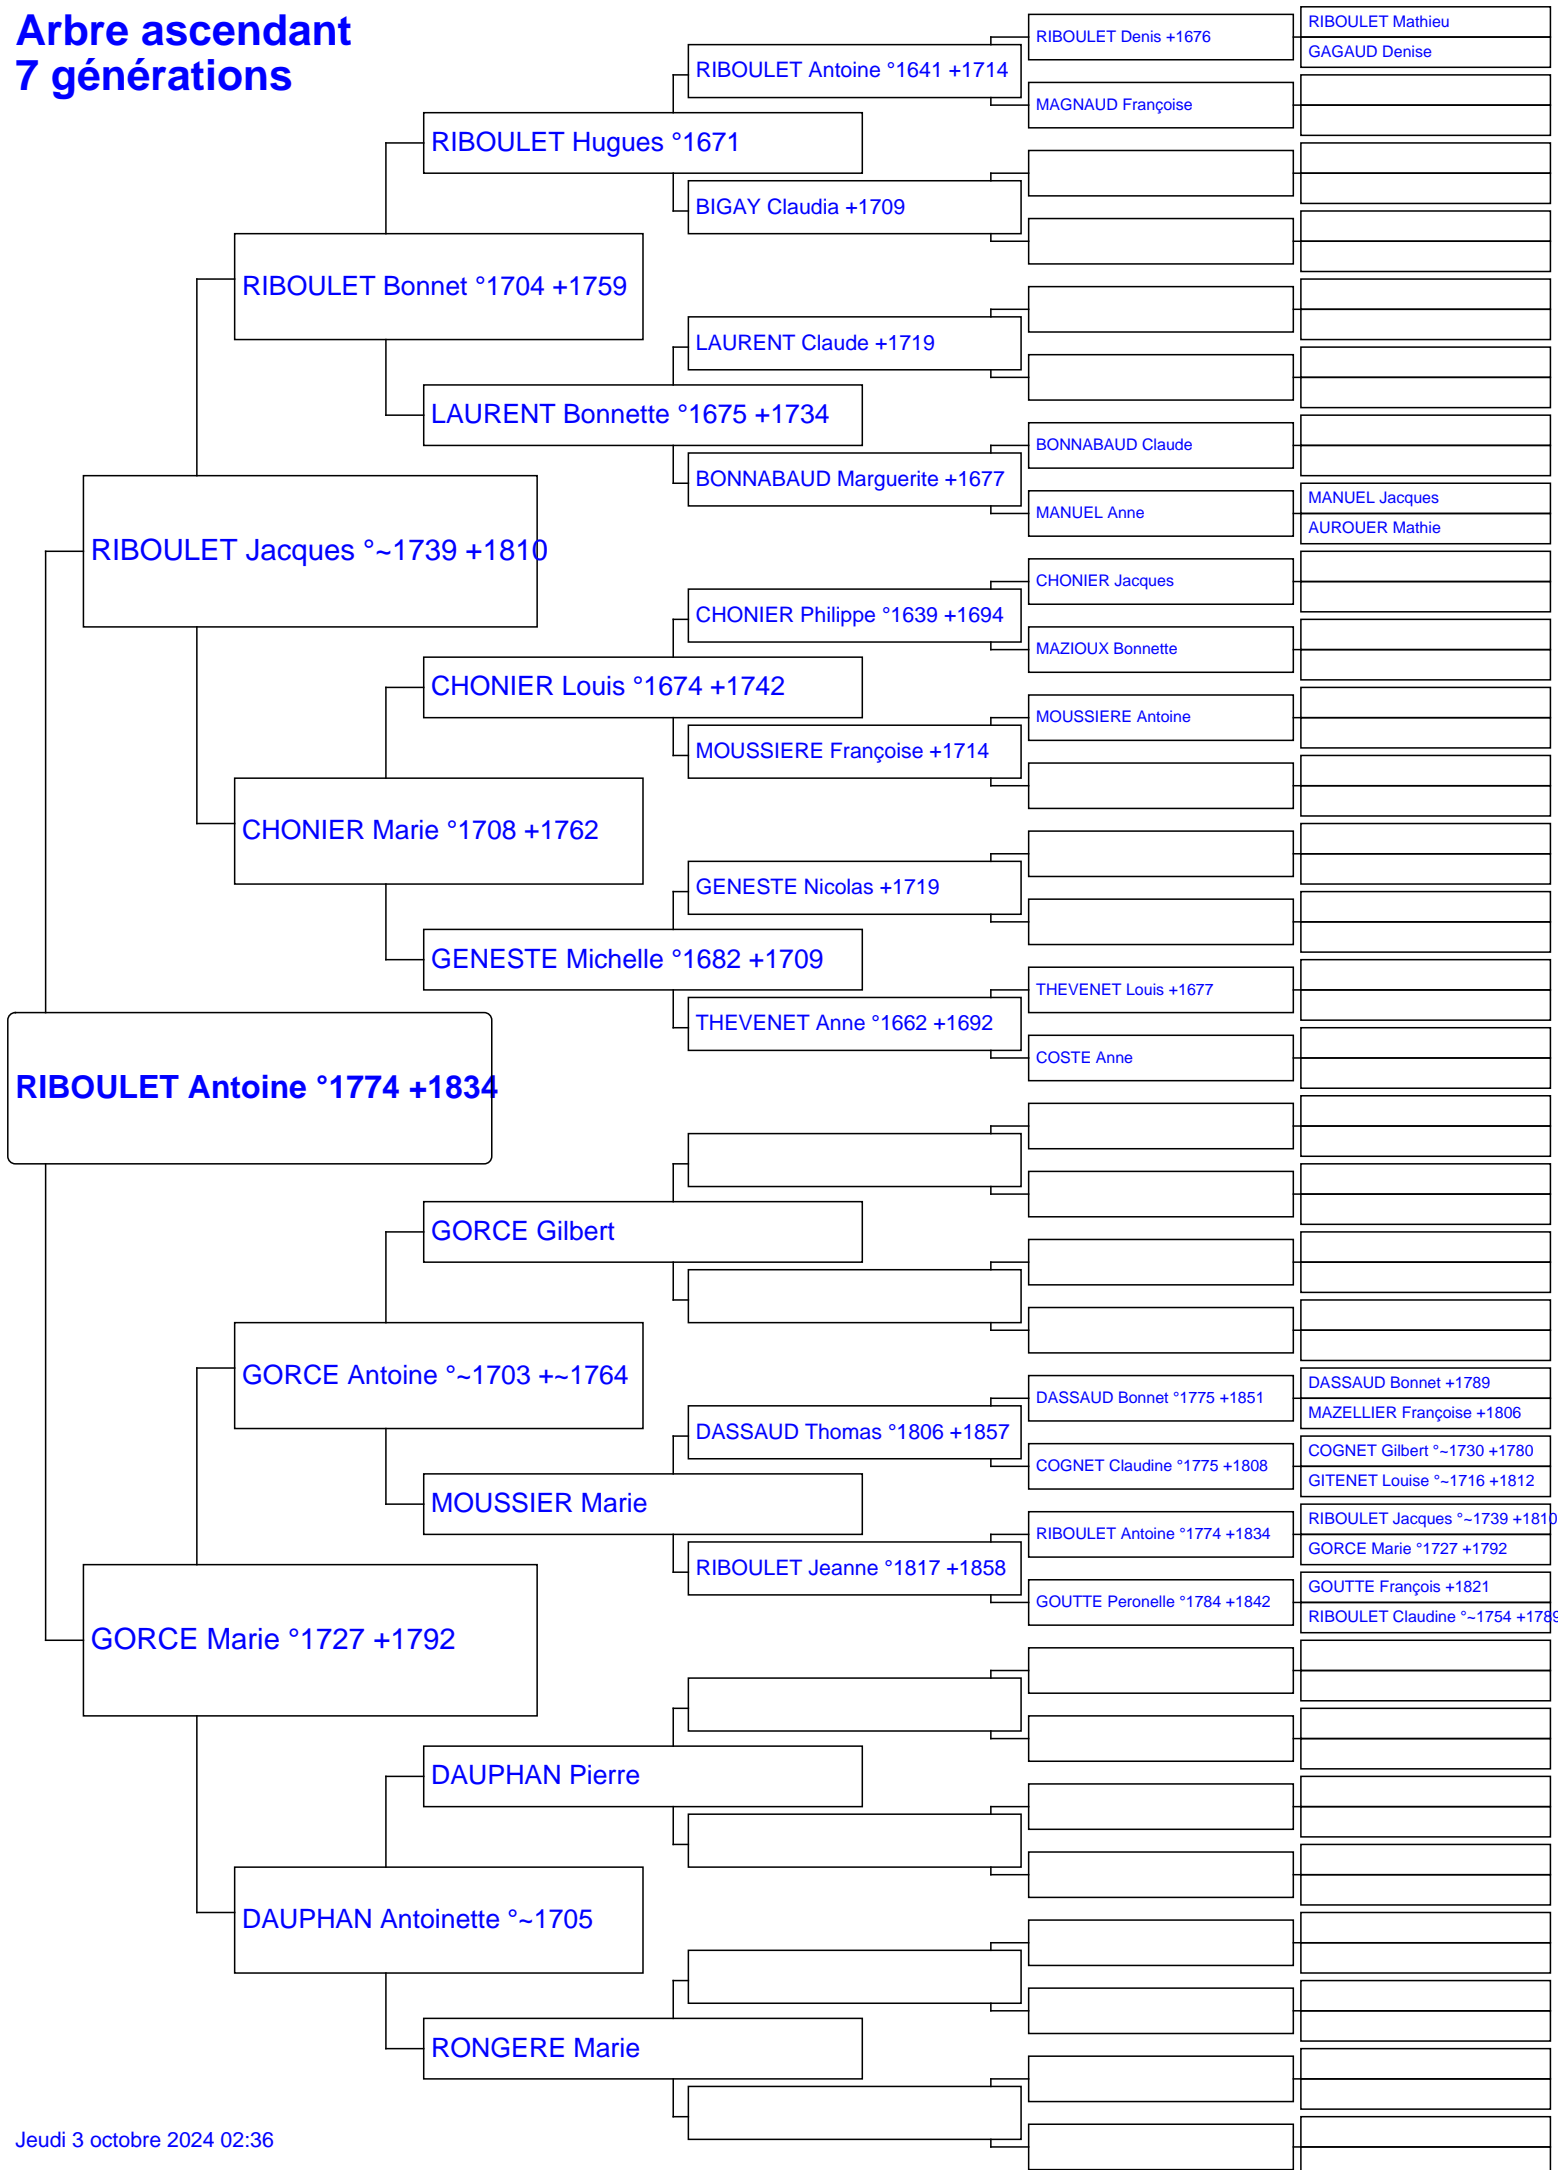 Arbre ascendant
7 générations
RIBOULET Mathieu
RIBOULET Denis +1676
GAGAUD Denise
RIBOULET Antoine °1641 +1714
MAGNAUD Françoise
RIBOULET Hugues °1671
BIGAY Claudia +1709
RIBOULET Bonnet °1704 +1759
LAURENT Claude +1719
LAURENT Bonnette °1675 +1734
BONNABAUD Claude
BONNABAUD Marguerite +1677
MANUEL Jacques
MANUEL Anne
AUROUER Mathie
RIBOULET Jacques °~1739 +1810
CHONIER Jacques
CHONIER Philippe °1639 +1694
MAZIOUX Bonnette
CHONIER Louis °1674 +1742
MOUSSIERE Antoine
MOUSSIERE Françoise +1714
CHONIER Marie °1708 +1762
GENESTE Nicolas +1719
GENESTE Michelle °1682 +1709
THEVENET Louis +1677
THEVENET Anne °1662 +1692
COSTE Anne
RIBOULET Antoine °1774 +1834
GORCE Gilbert
GORCE Antoine °~1703 +~1764
DASSAUD Bonnet +1789
DASSAUD Bonnet °1775 +1851
MAZELLIER Françoise +1806
DASSAUD Thomas °1806 +1857
COGNET Gilbert °~1730 +1780
COGNET Claudine °1775 +1808
GITENET Louise °~1716 +1812
MOUSSIER Marie
RIBOULET Jacques °~1739 +1810
RIBOULET Antoine °1774 +1834
GORCE Marie °1727 +1792
RIBOULET Jeanne °1817 +1858
GOUTTE François +1821
GOUTTE Peronelle °1784 +1842
RIBOULET Claudine °~1754 +1789
GORCE Marie °1727 +1792
DAUPHAN Pierre
DAUPHAN Antoinette °~1705
RONGERE Marie
Jeudi 3 octobre 2024 02:36